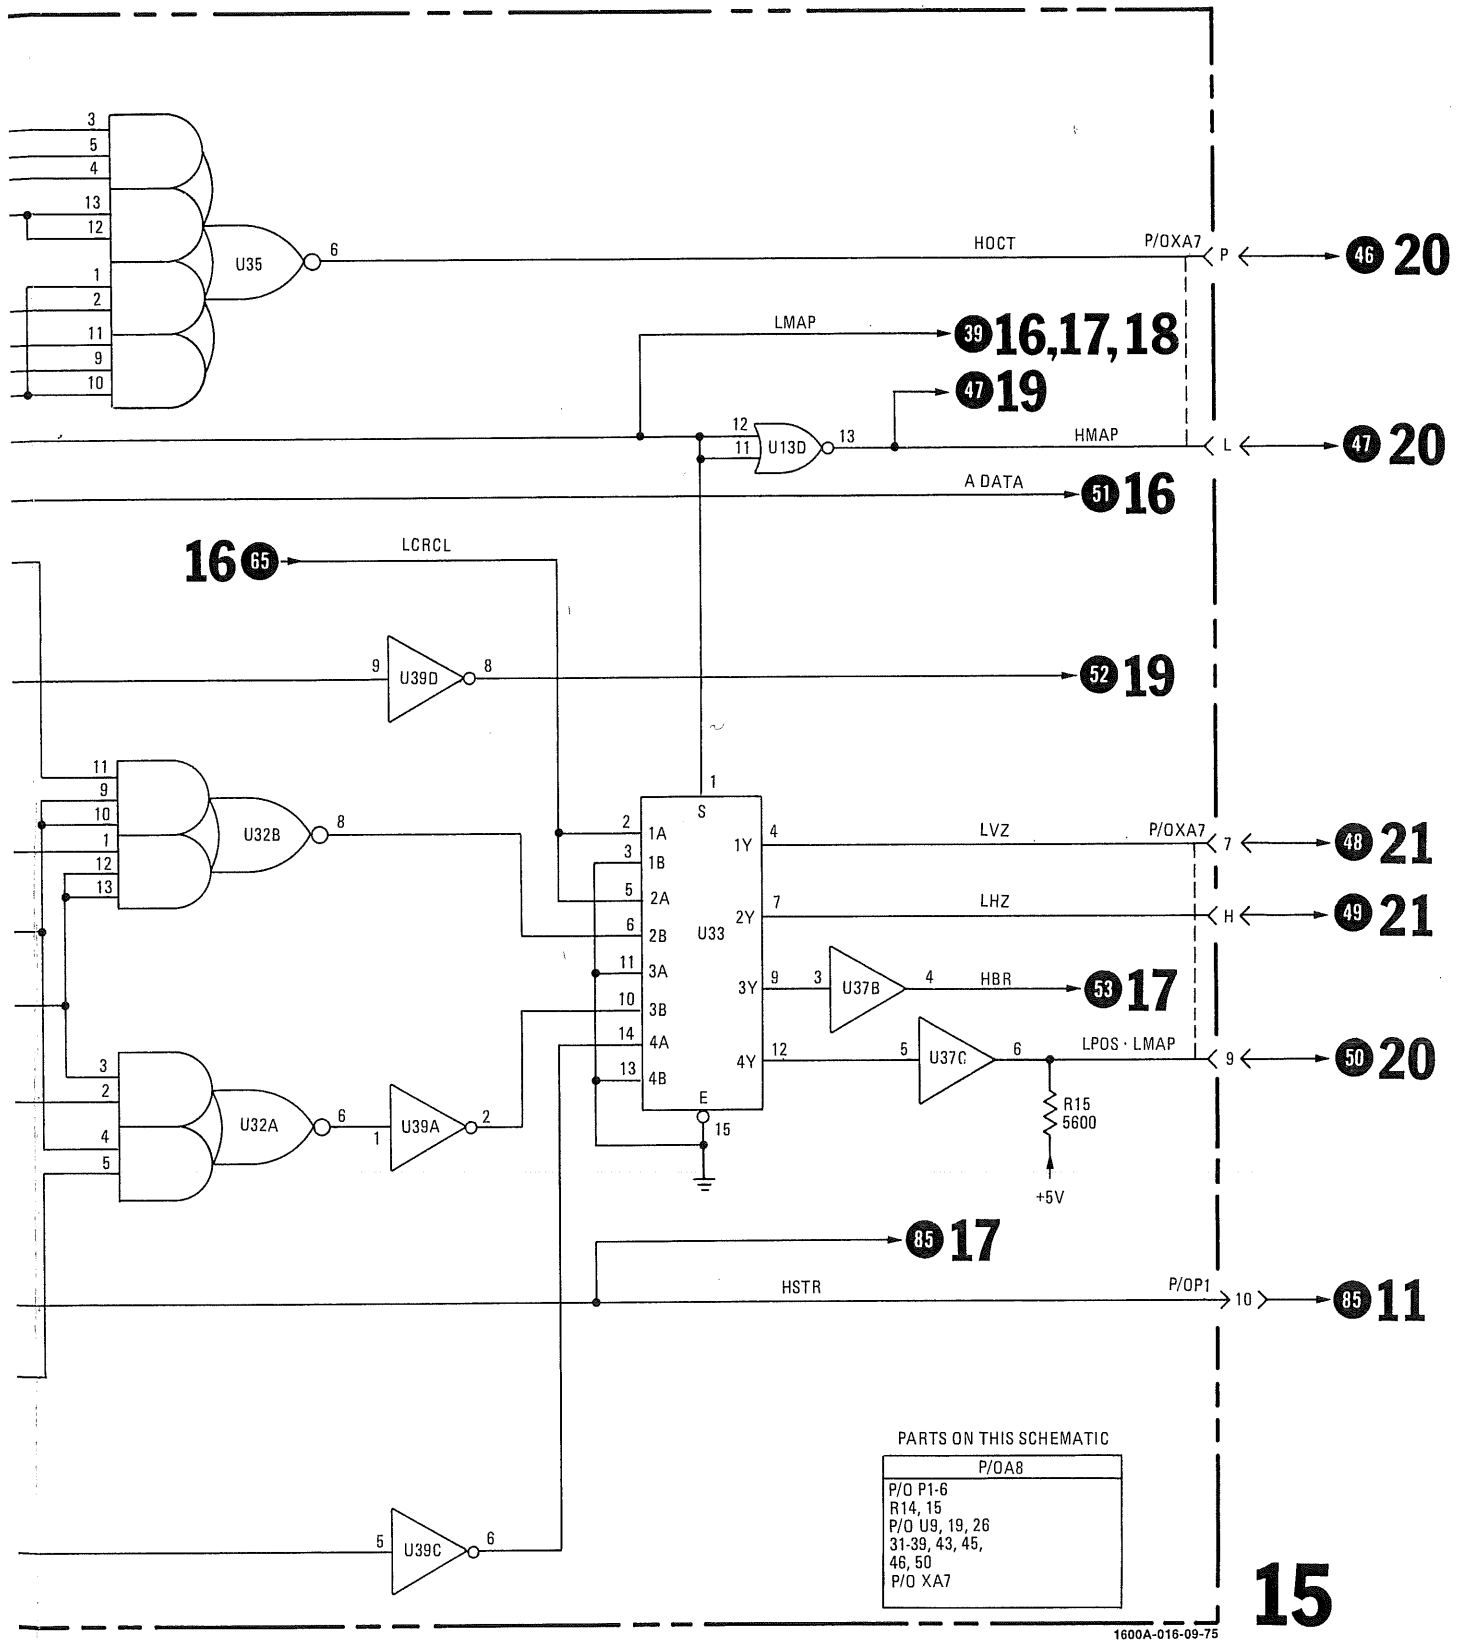 3
5
4
13
12
1
2
11
9
10
U35
6
HOCT
P/OXA7
P
46 20
LMAP
39 16,17,18
47 19
12
11
U13D
13
HMAP
L
47 20
A DATA
51 16
16 65
LCRCL
9
U39D
8
52 19
11
9
10
1
12
13
U32B
8
1
S
2
1A
3
1B
5
2A
6
2B
11
3A
10
3B
14
4A
13
4B
U33
E
15
1Y
4
LVZ
P/OXA7
7
48 21
2Y
7
LHZ
H
49 21
3Y
9
3
U37B
4
HBR
53 17
4Y
12
5
U37C
6
LPOS · LMAP
9
50 20
R15
5600
+5V
3
2
4
5
U32A
6
1
U39A
2
85 17
HSTR
P/OP1
10
85 11
5
U39C
6
PARTS ON THIS SCHEMATIC
P/OA8
P/O P1-6
R14, 15
P/O U9, 19, 26
31-39, 43, 45,
46, 50
P/O XA7
15
1600A-016-09-75